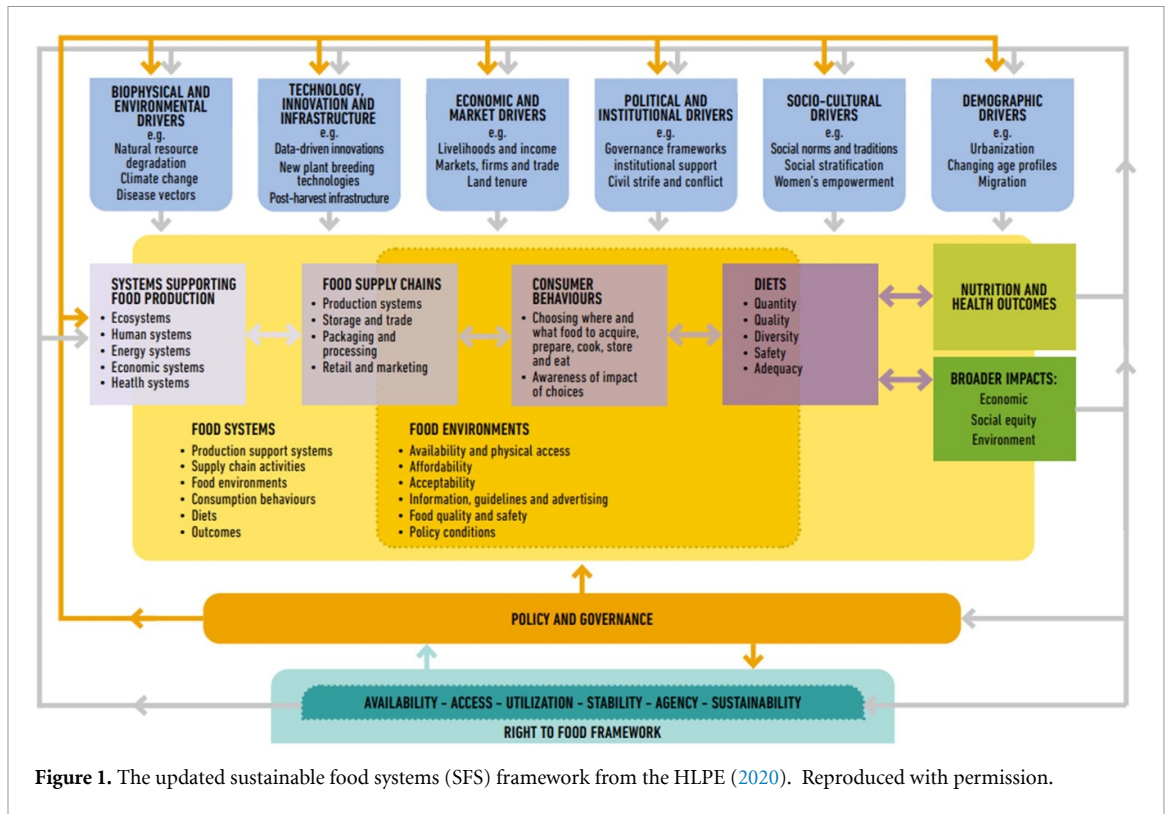 BIOPHYSICAL AND
ENVIRONMENTAL
DRIVERS
e.g.
Natural resource
degradation
Climate change
Disease vectors
TECHNOLOGY,
INNOVATION AND
INFRASTRUCTURE
e.g.
Data-driven innovations
New plant breeding
technologies
Post-harvest infrastructure
ECONOMIC AND
MARKET DRIVERS
e.g.
Livelihoods and income
Markets, firms and trade
Land tenure
POLITICAL AND
INSTITUTIONAL DRIVERS
e.g.
Governance frameworks
institutional support
Civil strife and conflict
SOCIO-CULTURAL
DRIVERS
e.g.
Social norms and traditions
Social stratification
Women's empowerment
DEMOGRAPHIC
DRIVERS
e.g.
Urbanization
Changing age profiles
Migration
SYSTEMS SUPPORTING
FOOD PRODUCTION
• Ecosystems
• Human systems
• Energy systems
• Economic systems
• Health systems
FOOD SUPPLY CHAINS
• Production systems
• Storage and trade
• Packaging and
processing
• Retail and marketing
CONSUMER
BEHAVIOURS
• Choosing where and
what food to acquire,
prepare, cook, store
and eat
• Awareness of impact
of choices
DIETS
• Quantity
• Quality
• Diversity
• Safety
• Adequacy
NUTRITION AND
HEALTH OUTCOMES
BROADER IMPACTS:
Economic
Social equity
Environment
FOOD SYSTEMS
• Production support systems
• Supply chain activities
• Food environments
• Consumption behaviours
• Diets
• Outcomes
FOOD ENVIRONMENTS
• Availability and physical access
• Affordability
• Acceptability
• Information, guidelines and advertising
• Food quality and safety
• Policy conditions
POLICY AND GOVERNANCE
AVAILABILITY – ACCESS – UTILIZATION – STABILITY – AGENCY – SUSTAINABILITY
RIGHT TO FOOD FRAMEWORK
Figure 1. The updated sustainable food systems (SFS) framework from the HLPE (2020). Reproduced with permission.